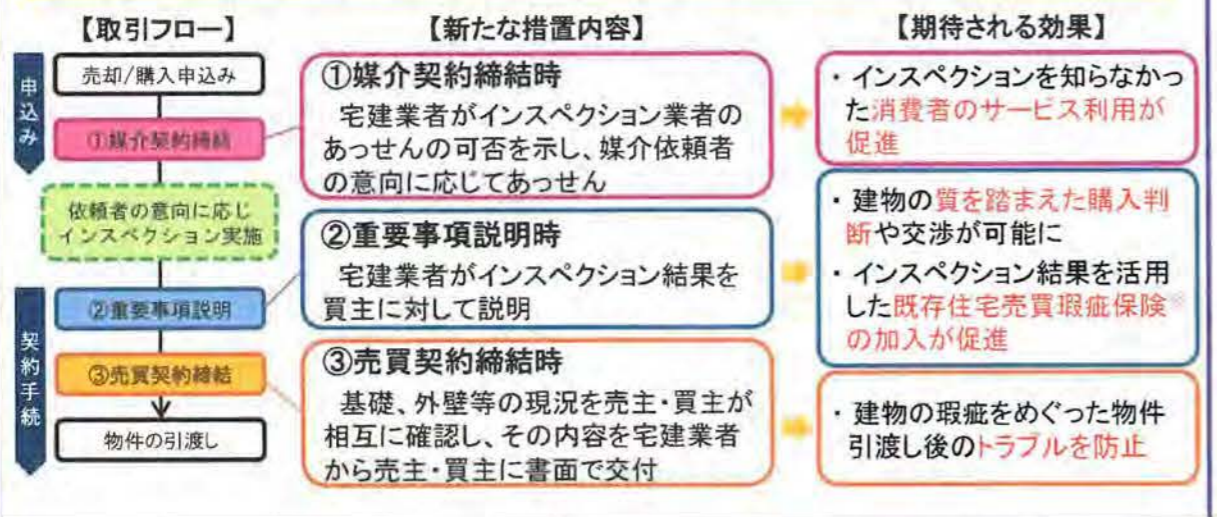 【取引フロー】
申込み
売却/購入申込み
①媒介契約締結
依頼者の意向に応じ
インスペクション実施
契約手続
②重要事項説明
③売買契約締結
物件の引渡し
【新たな措置内容】
①媒介契約締結時
宅建業者がインスペクション業者の
あっせんの可否を示し、媒介依頼者
の意向に応じてあっせん
②重要事項説明時
宅建業者がインスペクション結果を
買主に対して説明
③売買契約締結時
基礎、外壁等の現況を売主・買主が
相互に確認し、その内容を宅建業者
から売主・買主に書面で交付
【期待される効果】
・インスペクションを知らなかっ
た消費者のサービス利用が
促進
・建物の質を踏まえた購入判
断や交渉が可能に
・インスペクション結果を活用
した既存住宅売買瑕疵保険※
の加入が促進
・建物の瑕疵をめぐった物件
引渡し後のトラブルを防止